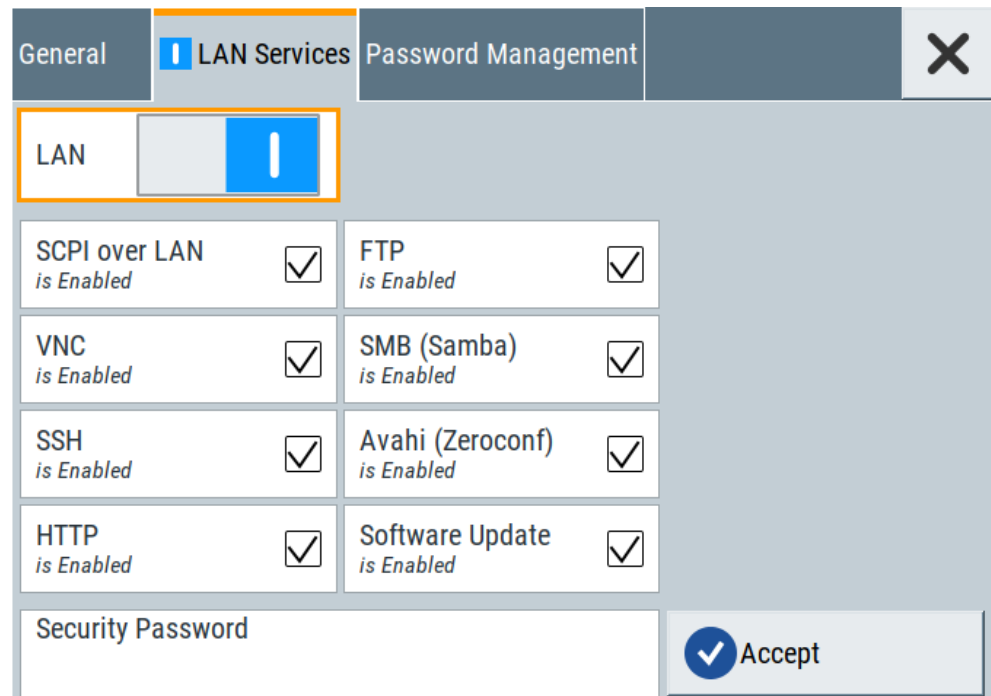 General
LAN Services
Password Management
LAN
SCPI over LAN
is Enabled
FTP
is Enabled
VNC
is Enabled
SMB (Samba)
is Enabled
SSH
is Enabled
Avahi (Zeroconf)
is Enabled
HTTP
is Enabled
Software Update
is Enabled
Security Password
Accept